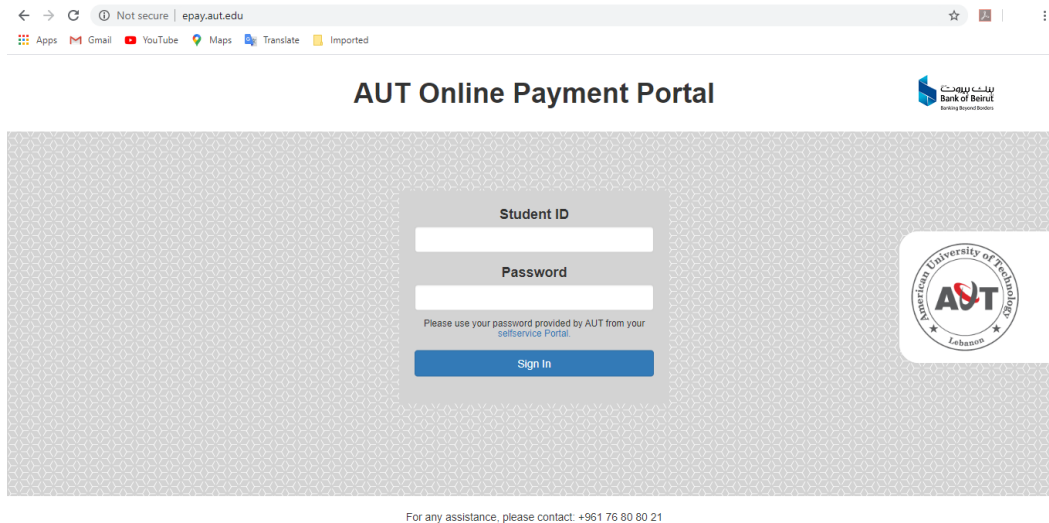 Not secure | epay.aut.edu
Apps Gmail YouTube Maps Translate Imported
AUT Online Payment Portal
بنك بيروت
Bank of Beirut
Banking Beyond Borders
Student ID
Password
Please use your password provided by AUT from your
selfservice Portal.
Sign In
American University of Technology
AUT
Lebanon
For any assistance, please contact: +961 76 80 80 21